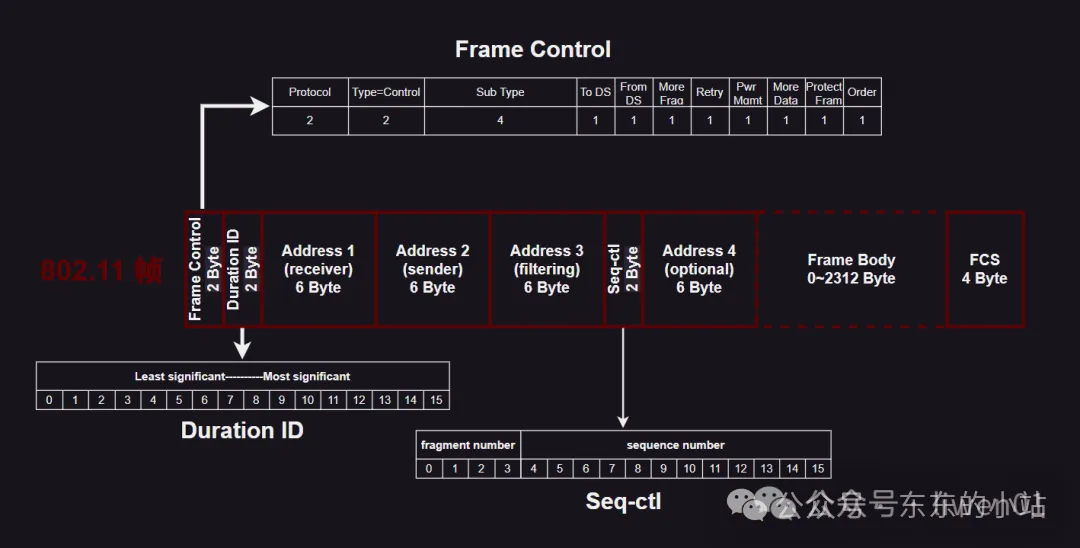 Frame Control
Protocol Type=Control Sub Type To DS From DS More Frag Retry Pwr Mgmt More Data Protect Fram Order
2 2 4 1 1 1 1 1 1 1 1
802.11 帧
Frame Control 2 Byte
Duration ID 2 Byte
Address 1
(receiver)
6 Byte
Address 2
(sender)
6 Byte
Address 3
(filtering)
6 Byte
Seq-ctl 2 Byte
Address 4
(optional)
6 Byte
Frame Body
0~2312 Byte
FCS
4 Byte
Least significant----------Most significant
0 1 2 3 4 5 6 7 8 9 10 11 12 13 14 15
Duration ID
fragment number sequence number
0 1 2 3 4 5 6 7 8 9 10 11 12 13 14 15
Seq-ctl
公众号